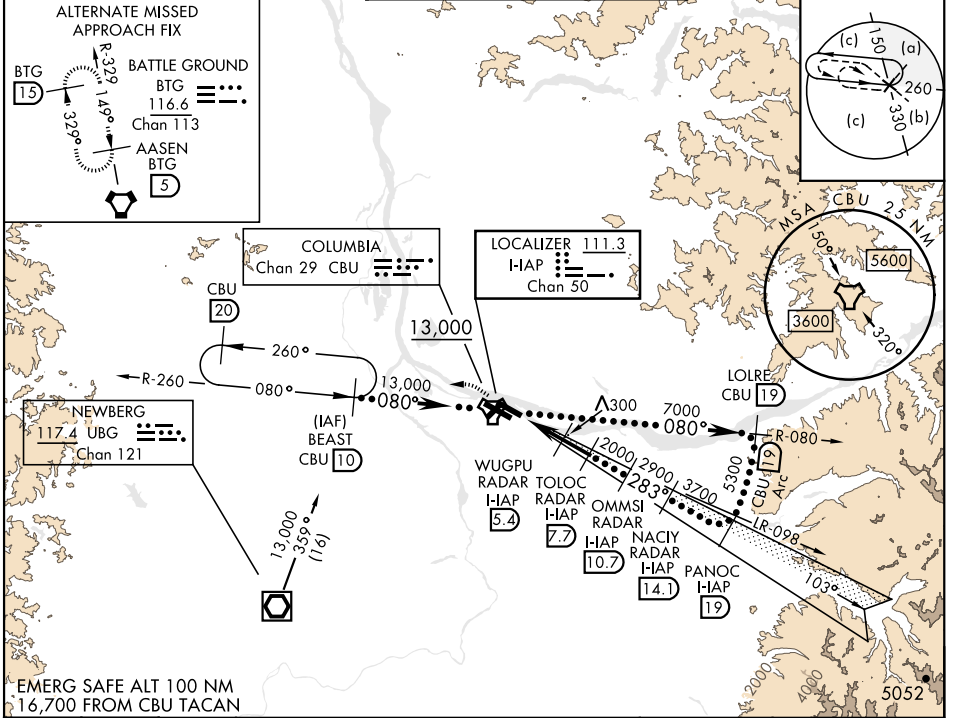 ALTERNATE MISSED
APPROACH FIX
BTG
15
R-329
149°
329°
BATTLE GROUND
BTG
116.6
Chan 113
AASEN
BTG
5
(c)
150
(a)
260
(b)
330
(c)
MSA CBU 25 NM
150°
5600
3600
320°
COLUMBIA
Chan 29 CBU
LOCALIZER 111.3
I-IAP
Chan 50
13,000
CBU
20
260°
R-260
080°
13,000
080°
(IAF)
BEAST
CBU 10
NEWBERG
117.4 UBG
Chan 121
13,000
359°
(16)
300
7000
080°
LOLRE
CBU 19
R-080
CBU 19
Arc
5300
2000
2900
3700
283°
LR-098
103°
WUGPU
RADAR
I-IAP
5.4
TOLOC
RADAR
I-IAP
7.7
OMMSI
RADAR
I-IAP
10.7
NACIY
RADAR
I-IAP
14.1
PANOC
I-IAP
19
2000
4000
5052
EMERG SAFE ALT 100 NM
16,700 FROM CBU TACAN